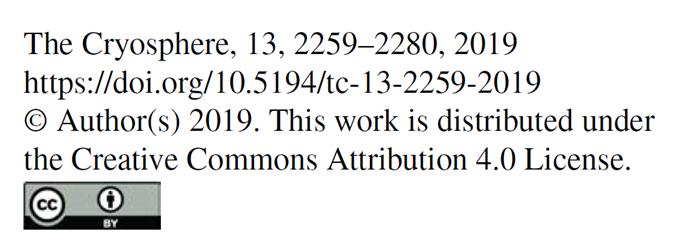 The Cryosphere, 13, 2259–2280, 2019
https://doi.org/10.5194/tc-13-2259-2019
© Author(s) 2019. This work is distributed under
the Creative Commons Attribution 4.0 License.
cc
BY